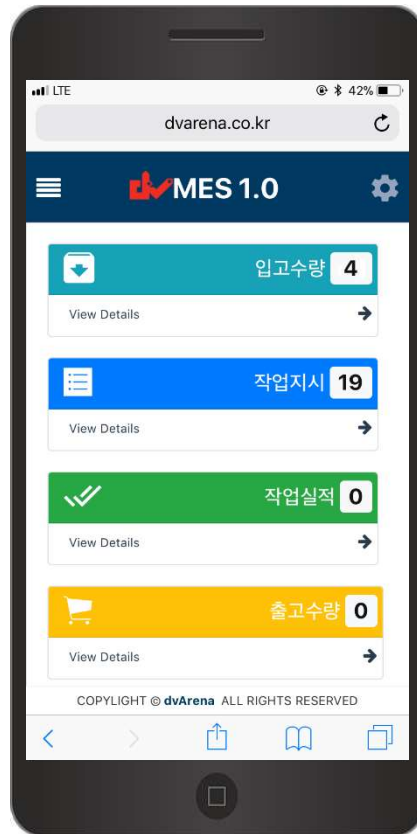 LTE 42%
dvarena.co.kr
dv MES 1.0
입고수량 4
View Details
작업지시 19
View Details
작업실적 0
View Details
출고수량 0
View Details
COPYLIGHT © dvArena ALL RIGHTS RESERVED